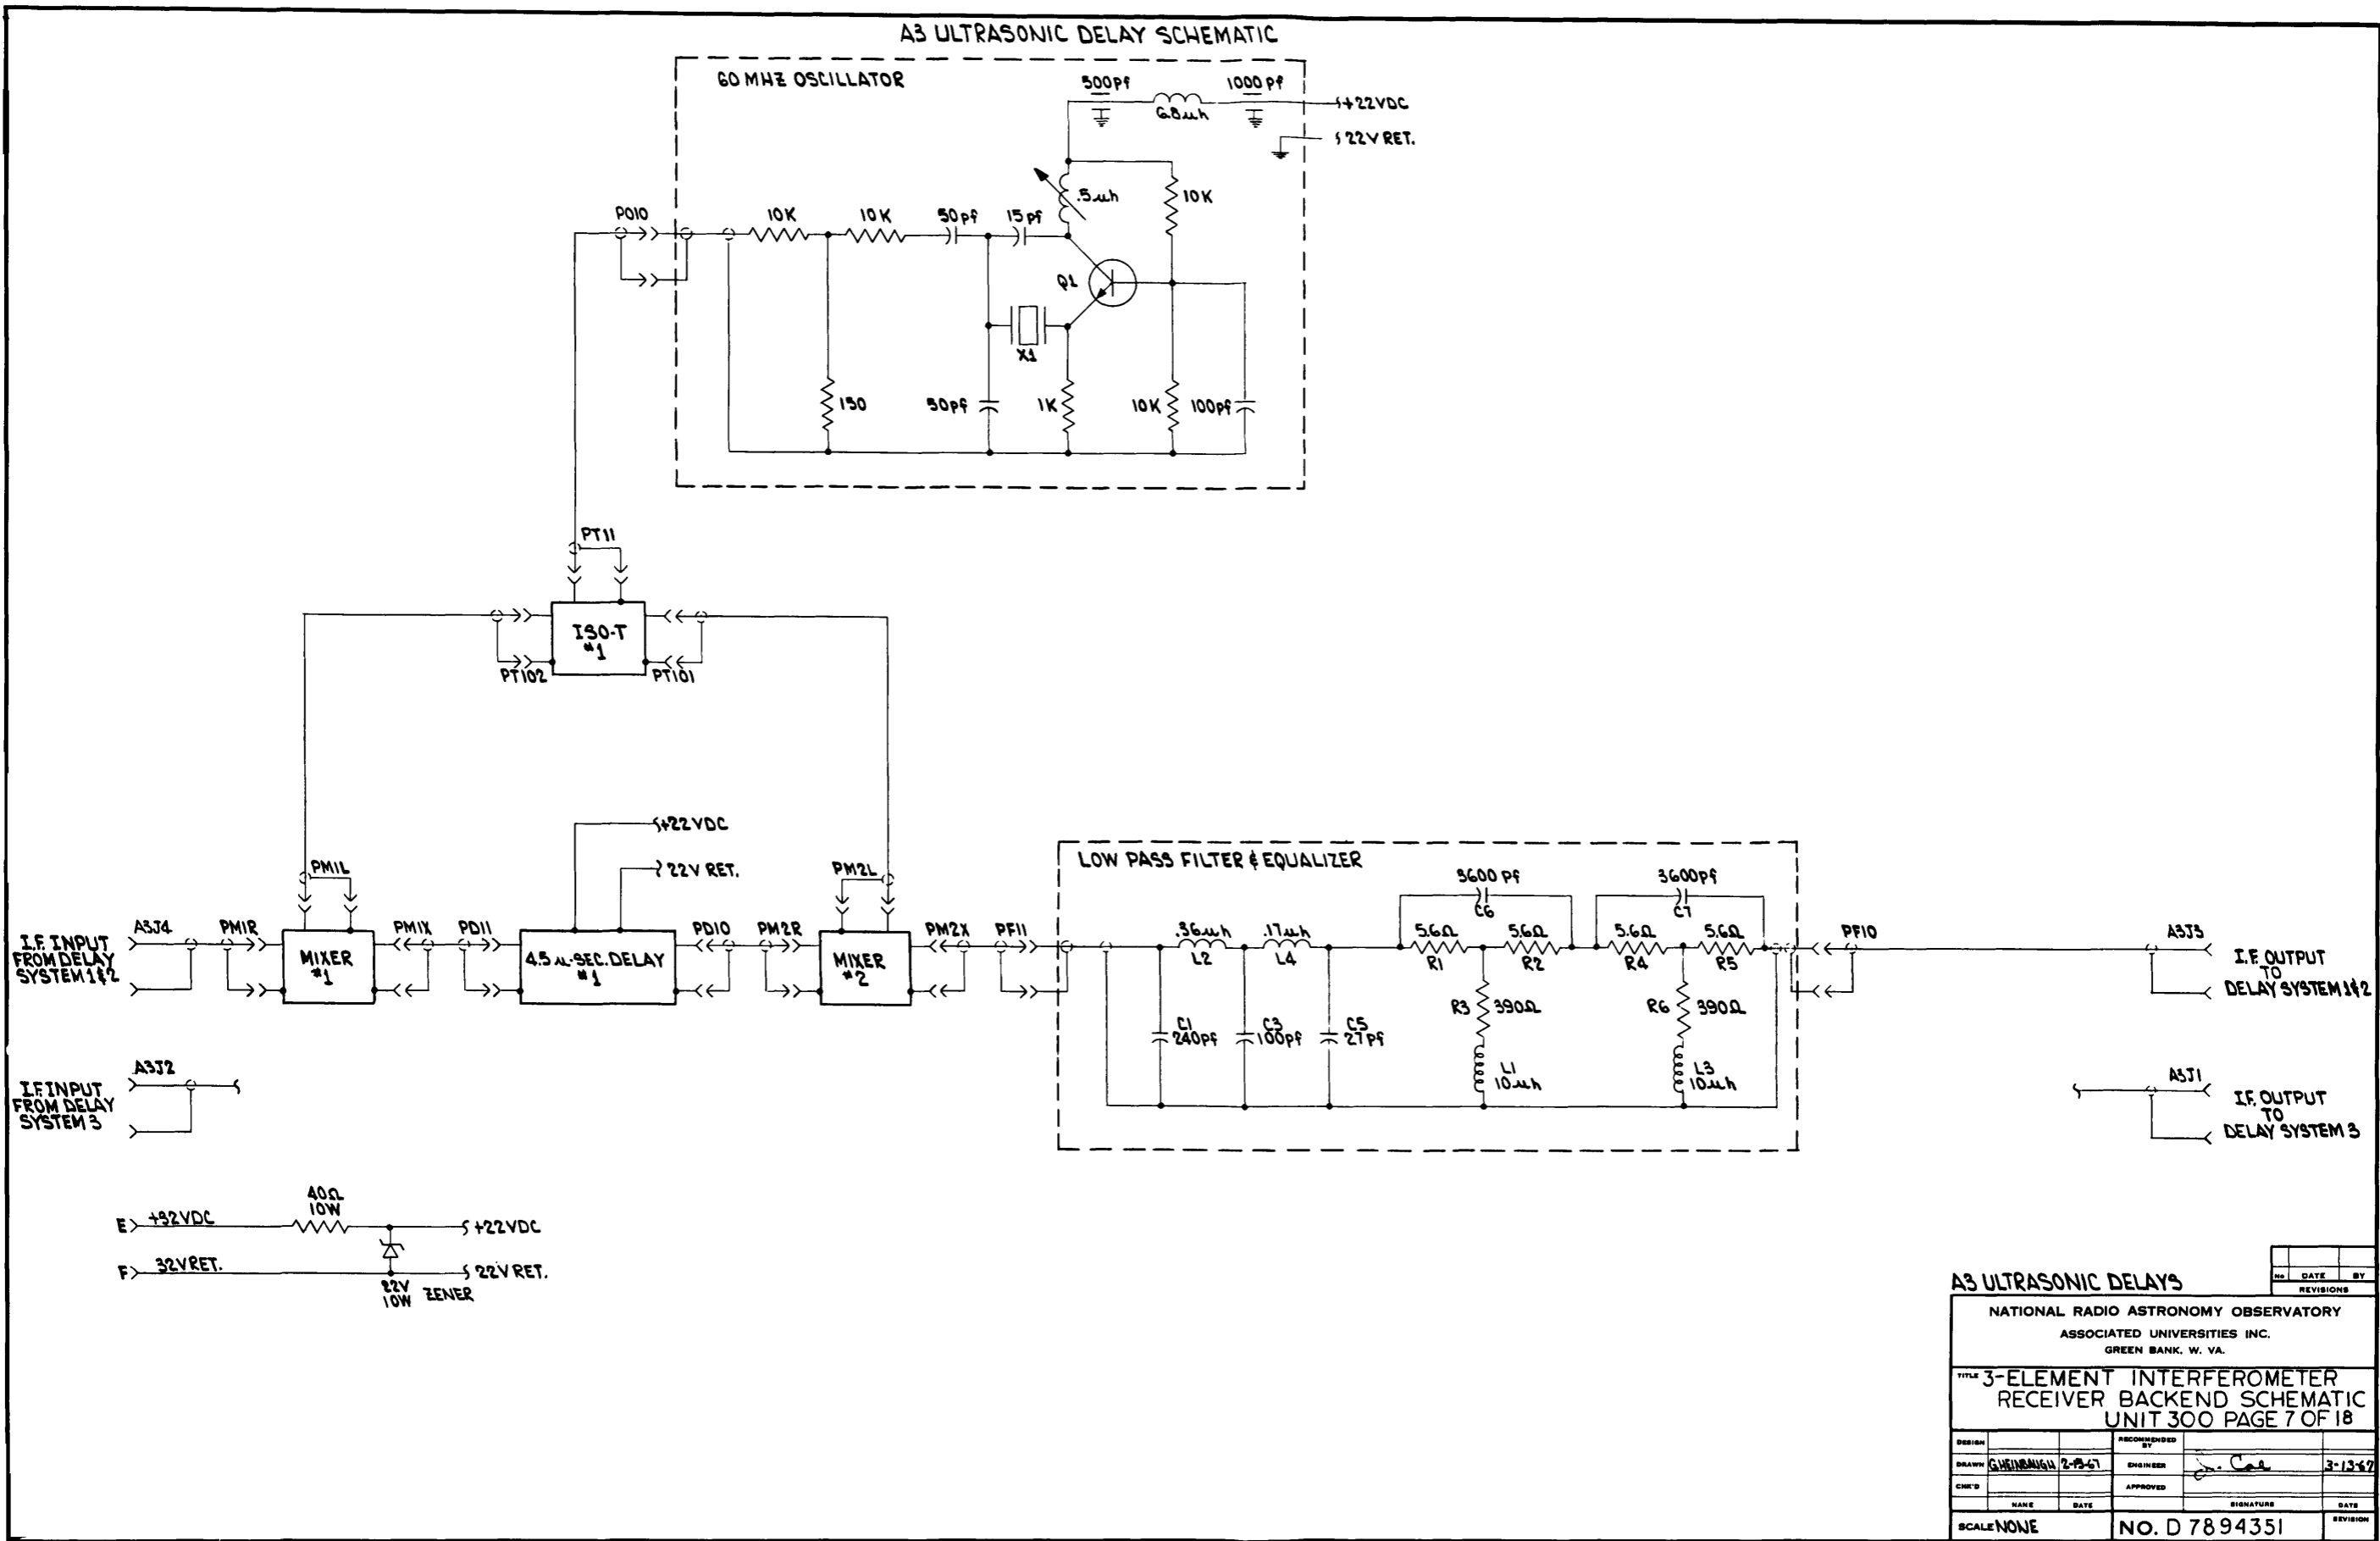 A3 ULTRASONIC DELAY SCHEMATIC
60 MHZ OSCILLATOR
500pf
6.8uh
1000pf
+22VDC
22V RET.
.5uh
10K
PO10
10K
10K
50pf
15pf
Q1
X1
150
50pf
1K
10K
100pf
PT11
ISO-T
#1
PT102
PT101
+22VDC
22V RET.
PM1L
PM2L
I.F. INPUT
FROM DELAY
SYSTEM 1&2
A3J4
PM1R
MIXER
#1
PM1X
PD11
4.5 u-SEC. DELAY
#1
PD10
PM2R
MIXER
#2
PM2X
PF11
LOW PASS FILTER & EQUALIZER
.36uh
L2
.17uh
L4
3600 pf
C6
3600pf
C7
5.6Ω
R1
5.6Ω
R2
5.6Ω
R4
5.6Ω
R5
R3
390Ω
R6
390Ω
C1
240pf
C3
100pf
C5
27pf
L1
10uh
L3
10uh
PF10
A3J3
I.F. OUTPUT
TO
DELAY SYSTEM 1&2
I.F. INPUT
FROM DELAY
SYSTEM 3
A3J2
A3J1
I.F. OUTPUT
TO
DELAY SYSTEM 3
E
+32VDC
40Ω
10W
+22VDC
F
32V RET.
22V RET.
22V
10W
ZENER
A3 ULTRASONIC DELAYS
No DATE BY
REVISIONS
NATIONAL RADIO ASTRONOMY OBSERVATORY
ASSOCIATED UNIVERSITIES INC.
GREEN BANK, W. VA.
TITLE 3-ELEMENT INTERFEROMETER
RECEIVER BACKEND SCHEMATIC
UNIT 300 PAGE 7 OF 18
DESIGN
RECOMMENDED BY
DRAWN G.HEINBAUGH
ENGINEER
3-13-67
CHK'D
APPROVED
NAME DATE
SIGNATURE DATE
SCALE NONE
NO. D 7894351
REVISION